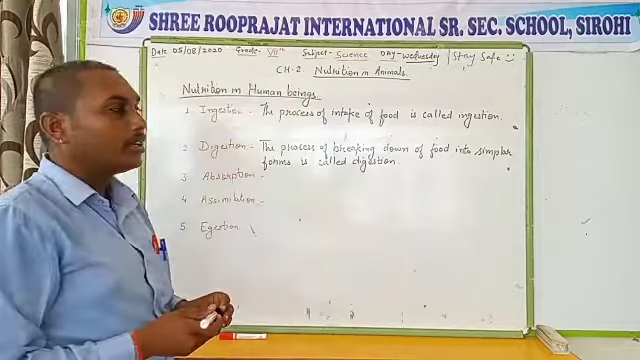 SHREE ROOPRAJAT INTERNATIONAL SR. SEC. SCHOOL, SIROHI
Date 05/08/2020 Grade- VIIth Subject- Science Day- Wednesday | Stay Safe
CH-2. Nutrition in Animals.
Nutrition in Human beings.
1. Ingestion - The process of intake of food is called ingestion.
2. Digestion - The process of breaking down of food into simplar
forms is called digestion.
3 Absorption -
4. Assimilation -
5. Egestion